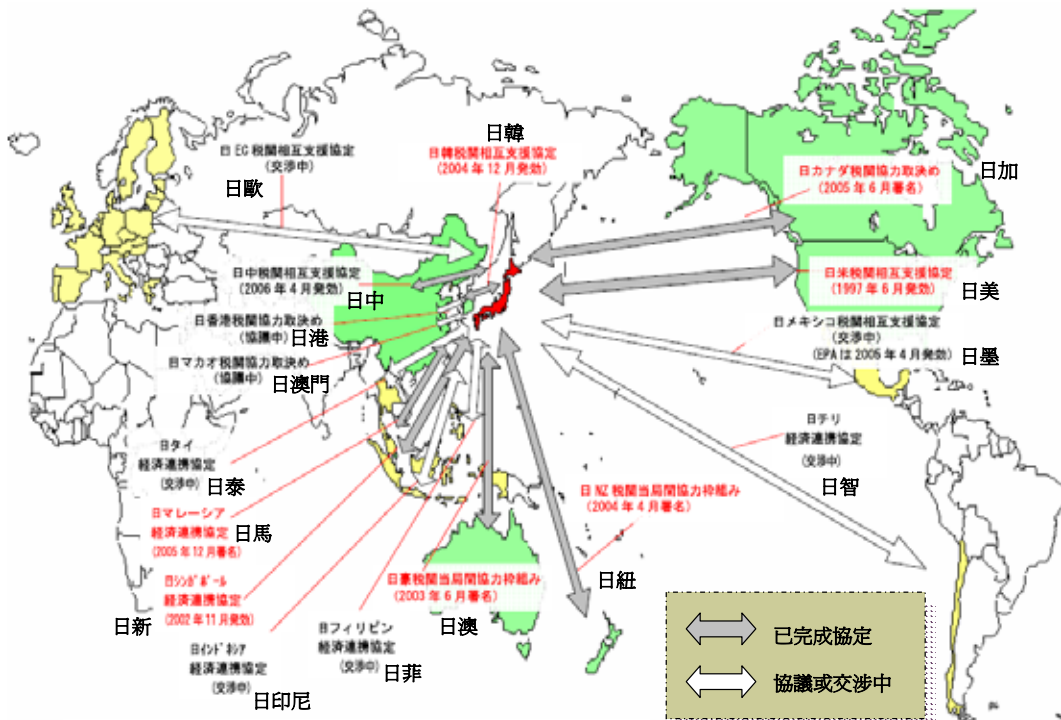 日韓
日韓税関相互支援協定
(2004年12月発効)
日EC税関相互支援協定
(交渉中)
日歐
日カナダ税関協力取決め
(2005年6月署名)
日加
日中税関相互支援協定
(2006年4月発効)
日中
日米税関相互支援協定
(1997年6月発効)
日美
日香港税関協力取決め
(協議中)
日港
日メキシコ税関相互支援協定
(交渉中)
(EPAは2005年4月発効)
日墨
日マカオ税関協力取決め
(協議中)
日澳門
日チリ
経済連携協定
(交渉中)
日智
日タイ
経済連携協定
(交渉中)
日泰
日マレーシア
経済連携協定
(2005年12月署名)
日馬
日NZ税関当局間協力枠組み
(2004年4月署名)
日紐
日シンガポール
経済連携協定
(2002年11月発効)
日新
日豪税関当局間協力枠組み
(2003年6月署名)
日澳
日フィリピン
経済連携協定
(交渉中)
日菲
日インドネシア
経済連携協定
(交渉中)
日印尼
已完成協定
協議或交涉中